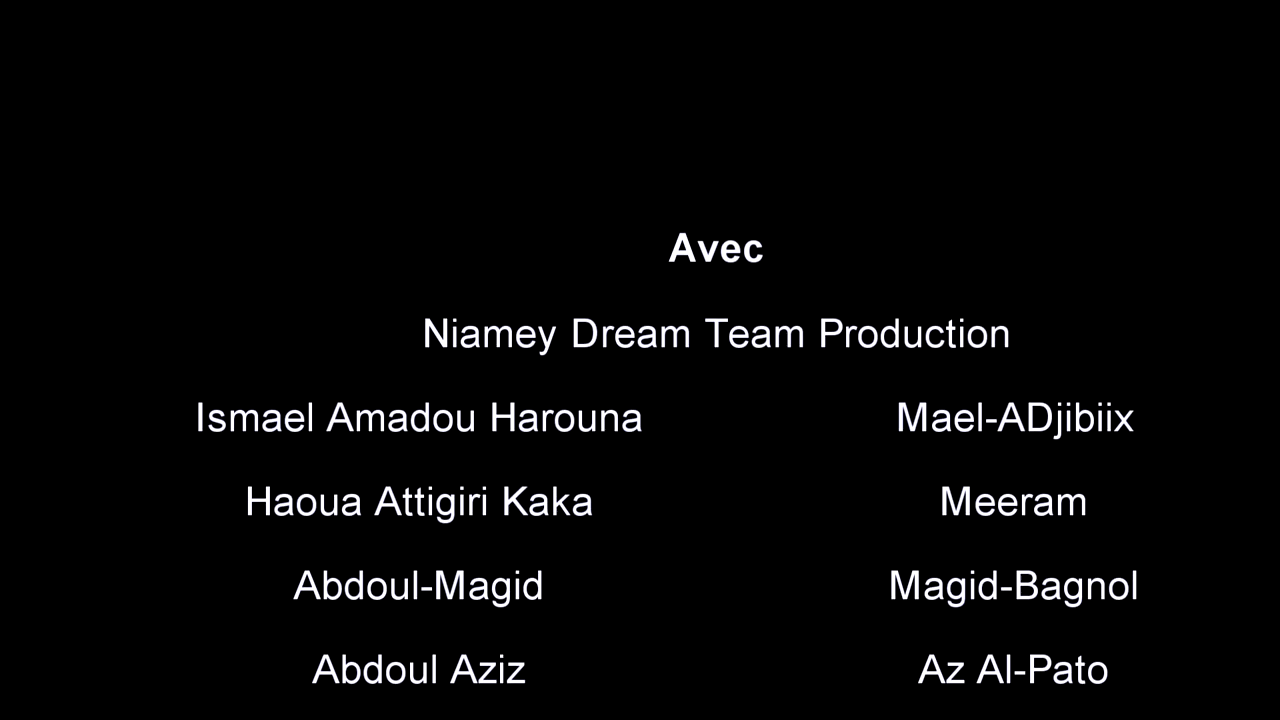 Avec
Niamey Dream Team Production
Ismael Amadou Harouna Mael-ADjibiix
Haoua Attigiri Kaka Meeram
Abdoul-Magid Magid-Bagnol
Abdoul Aziz Az Al-Pato